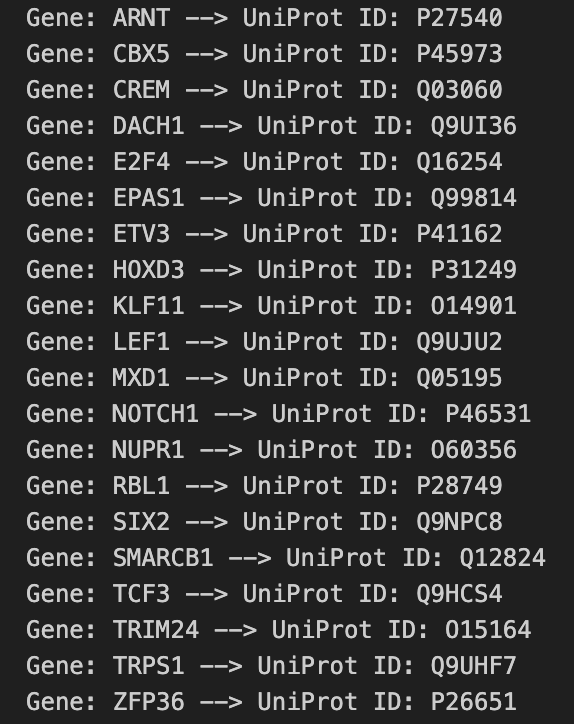 Gene: ARNT --> UniProt ID: P27540
Gene: CBX5 --> UniProt ID: P45973
Gene: CREM --> UniProt ID: Q03060
Gene: DACH1 --> UniProt ID: Q9UI36
Gene: E2F4 --> UniProt ID: Q16254
Gene: EPAS1 --> UniProt ID: Q99814
Gene: ETV3 --> UniProt ID: P41162
Gene: HOXD3 --> UniProt ID: P31249
Gene: KLF11 --> UniProt ID: O14901
Gene: LEF1 --> UniProt ID: Q9UJU2
Gene: MXD1 --> UniProt ID: Q05195
Gene: NOTCH1 --> UniProt ID: P46531
Gene: NUPR1 --> UniProt ID: O60356
Gene: RBL1 --> UniProt ID: P28749
Gene: SIX2 --> UniProt ID: Q9NPC8
Gene: SMARCB1 --> UniProt ID: Q12824
Gene: TCF3 --> UniProt ID: Q9HCS4
Gene: TRIM24 --> UniProt ID: O15164
Gene: TRPS1 --> UniProt ID: Q9UHF7
Gene: ZFP36 --> UniProt ID: P26651